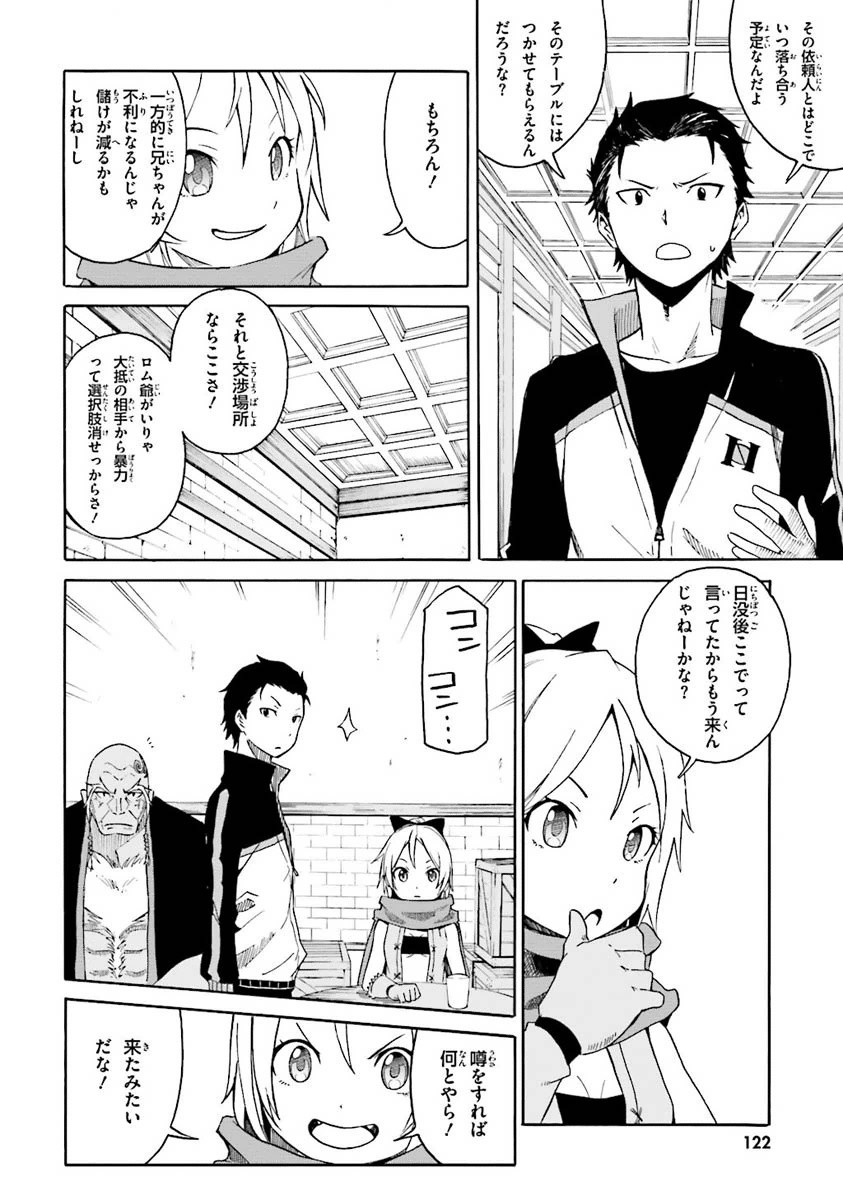 その依頼人とはどこで
いつ落ち合う
予定なんだよ
そのテーブルには
つかせてもらえるん
だろうな?
もちろん!
一方的に兄ちゃんが
不利になるんじゃ
儲けが減るかも
しれねーし
それと交渉場所
ならここさ!
ロム爺がいりゃ
大抵の相手から暴力
って選択肢消せっからさ!
日没後ここでって
言ってたからもう来ん
じゃねーかな?
コン
コン…
噂をすれば
何とやら!
来たみたい
だな!
122